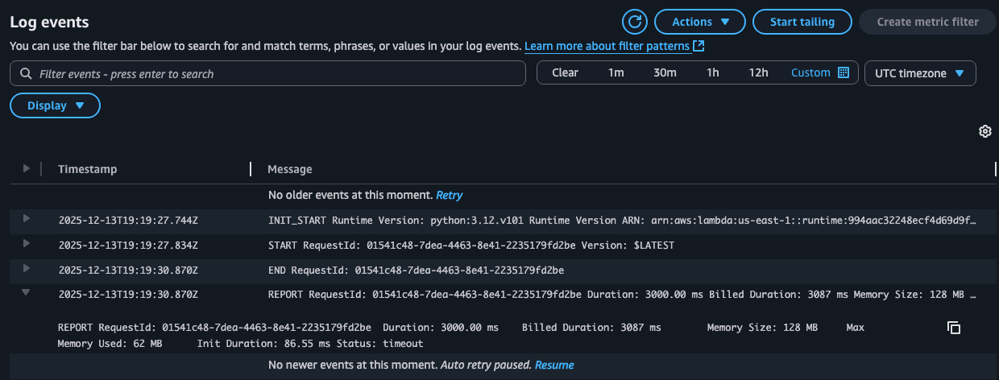 Log events
Actions
Start tailing
Create metric filter
You can use the filter bar below to search for and match terms, phrases, or values in your log events. Learn more about filter patterns
Filter events - press enter to search
Clear 1m 30m 1h 12h Custom
UTC timezone
Display
Timestamp Message
No older events at this moment. Retry
2025-12-13T19:19:27.744Z INIT_START Runtime Version: python:3.12.v101 Runtime Version ARN: arn:aws:lambda:us-east-1::runtime:994aac32248ecf4d69d9f…
2025-12-13T19:19:27.834Z START RequestId: 01541c48-7dea-4463-8e41-2235179fd2be Version: $LATEST
2025-12-13T19:19:30.870Z END RequestId: 01541c48-7dea-4463-8e41-2235179fd2be
2025-12-13T19:19:30.870Z REPORT RequestId: 01541c48-7dea-4463-8e41-2235179fd2be Duration: 3000.00 ms Billed Duration: 3087 ms Memory Size: 128 MB …
REPORT RequestId: 01541c48-7dea-4463-8e41-2235179fd2be Duration: 3000.00 ms Billed Duration: 3087 ms Memory Size: 128 MB Max
Memory Used: 62 MB Init Duration: 86.55 ms Status: timeout
No newer events at this moment. Auto retry paused. Resume